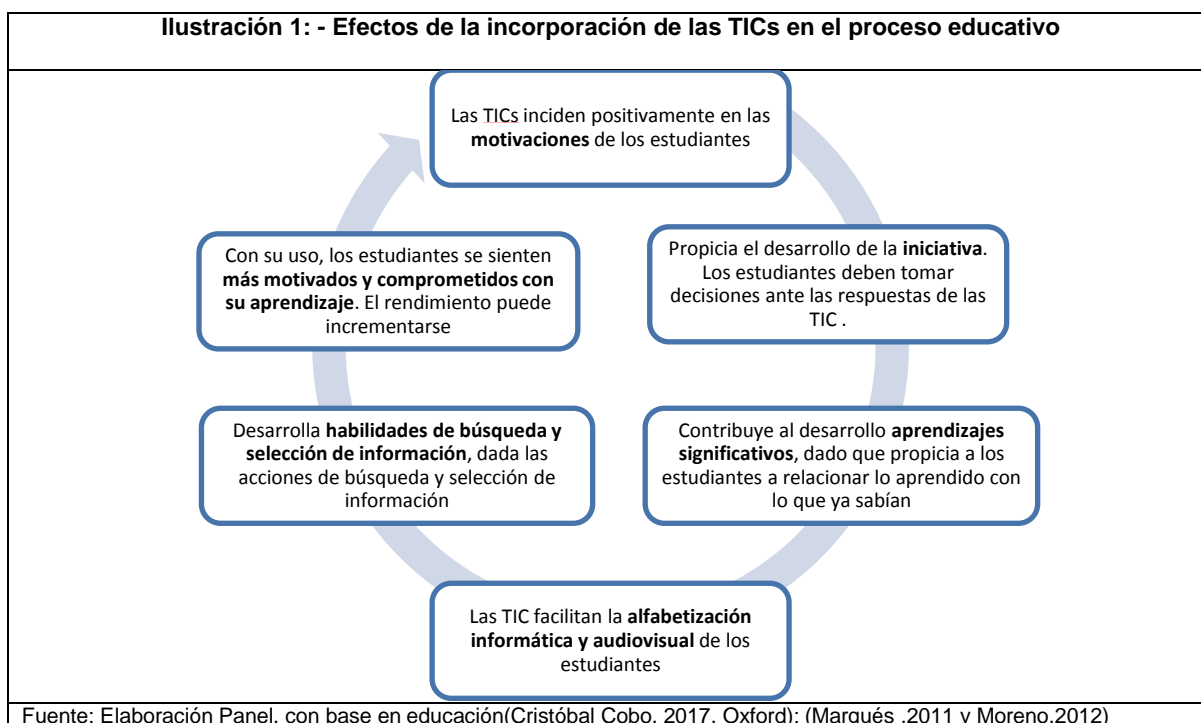 Ilustración 1: - Efectos de la incorporación de las TICs en el proceso educativo
Las TICs inciden positivamente en las
motivaciones de los estudiantes
Propicia el desarrollo de la iniciativa.
Los estudiantes deben tomar
decisiones ante las respuestas de las
TIC .
Contribuye al desarrollo aprendizajes
significativos, dado que propicia a los
estudiantes a relacionar lo aprendido con
lo que ya sabían
Las TIC facilitan la alfabetización
informática y audiovisual de los
estudiantes
Desarrolla habilidades de búsqueda y
selección de información, dada las
acciones de búsqueda y selección de
información
Con su uso, los estudiantes se sienten
más motivados y comprometidos con
su aprendizaje. El rendimiento puede
incrementarse
Fuente: Elaboración Panel, con base en educación(Cristóbal Cobo, 2017, Oxford); (Marqués ,2011 y Moreno,2012)